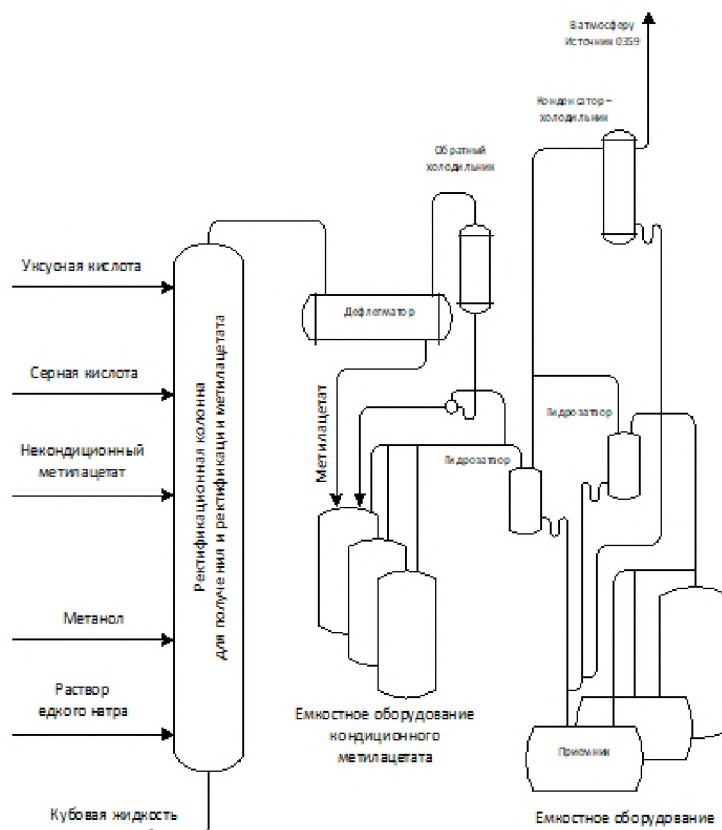 В атмосферу
Источник 0359
Конденсатор –
холодильник
Обратный
холодильник
Уксусная кислота
Дефлегматор
Серная кислота
Некондиционный
метилацетат
Ректификационная колонна
для получения и ректификации метилацетата
Метилацетат
Гидрозатвор
Гидрозатвор
Метанол
Раствор
едкого натра
Емкостное оборудование
кондиционного
метилацетата
Приемник
Кубовая жидкость
Емкостное оборудование